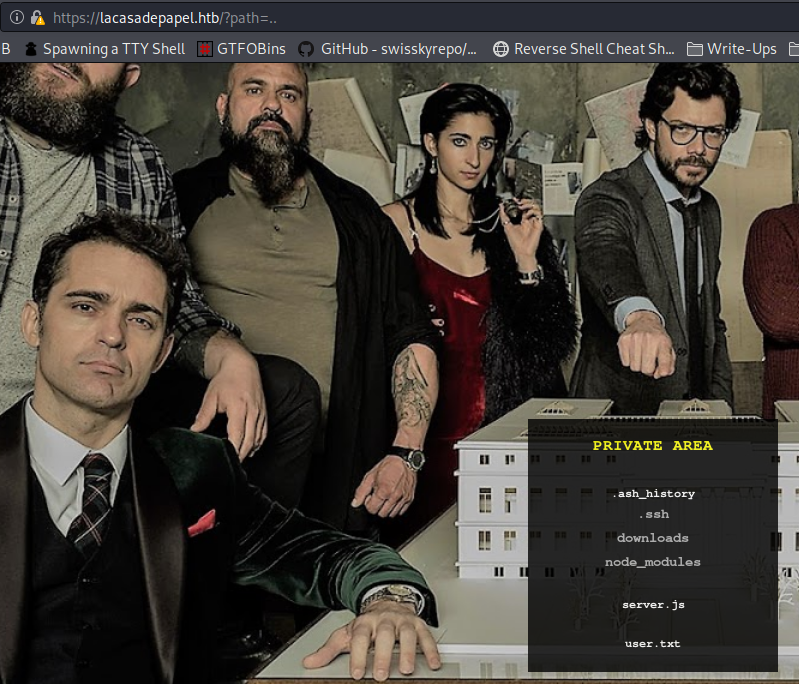 https://lacasadepapel.htb/?path=..
B Spawning a TTY Shell GTFOBins GitHub - swisskyrepo/... Reverse Shell Cheat Sh... Write-Ups
PRIVATE AREA
.ash_history
.ssh
downloads
node_modules
server.js
user.txt